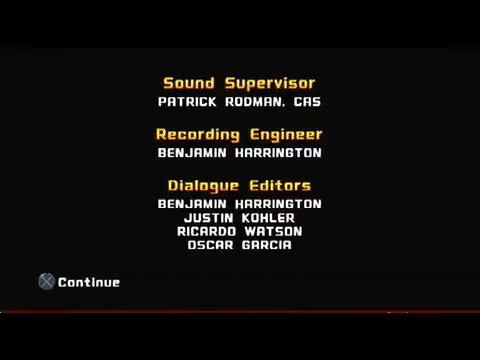 Sound Supervisor
PATRICK RODMAN, CAS
Recording Engineer
BENJAMIN HARRINGTON
Dialogue Editors
BENJAMIN HARRINGTON
JUSTIN KOHLER
RICARDO WATSON
OSCAR GARCIA
Continue